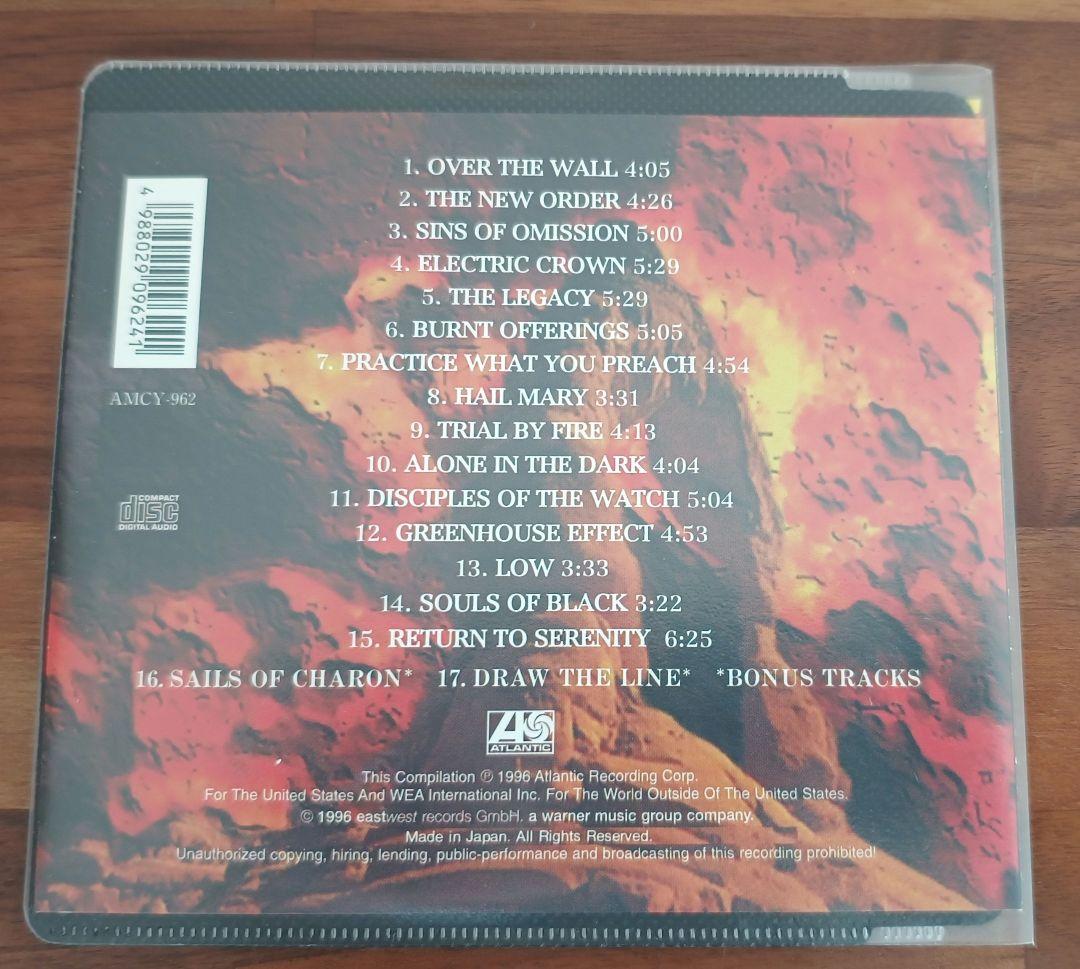 1. OVER THE WALL 4:05
2. THE NEW ORDER 4:26
3. SINS OF OMISSION 5:00
4. ELECTRIC CROWN 5:29
5. THE LEGACY 5:29
6. BURNT OFFERINGS 5:05
7. PRACTICE WHAT YOU PREACH 4:54
8. HAIL MARY 3:31
9. TRIAL BY FIRE 4:13
10. ALONE IN THE DARK 4:04
11. DISCIPLES OF THE WATCH 5:04
12. GREENHOUSE EFFECT 4:53
13. LOW 3:33
14. SOULS OF BLACK 3:22
15. RETURN TO SERENITY 6:25
16. SAILS OF CHARON* 17. DRAW THE LINE* *BONUS TRACKS
4 988029 096241
AMCY-962
COMPACT
disc
DIGITAL AUDIO
ATLANTIC
This Compilation ℗ 1996 Atlantic Recording Corp.
For The United States And WEA International Inc. For The World Outside Of The United States.
© 1996 eastwest records GmbH. a warner music group company.
Made in Japan. All Rights Reserved.
Unauthorized copying, hiring, lending, public-performance and broadcasting of this recording prohibited!